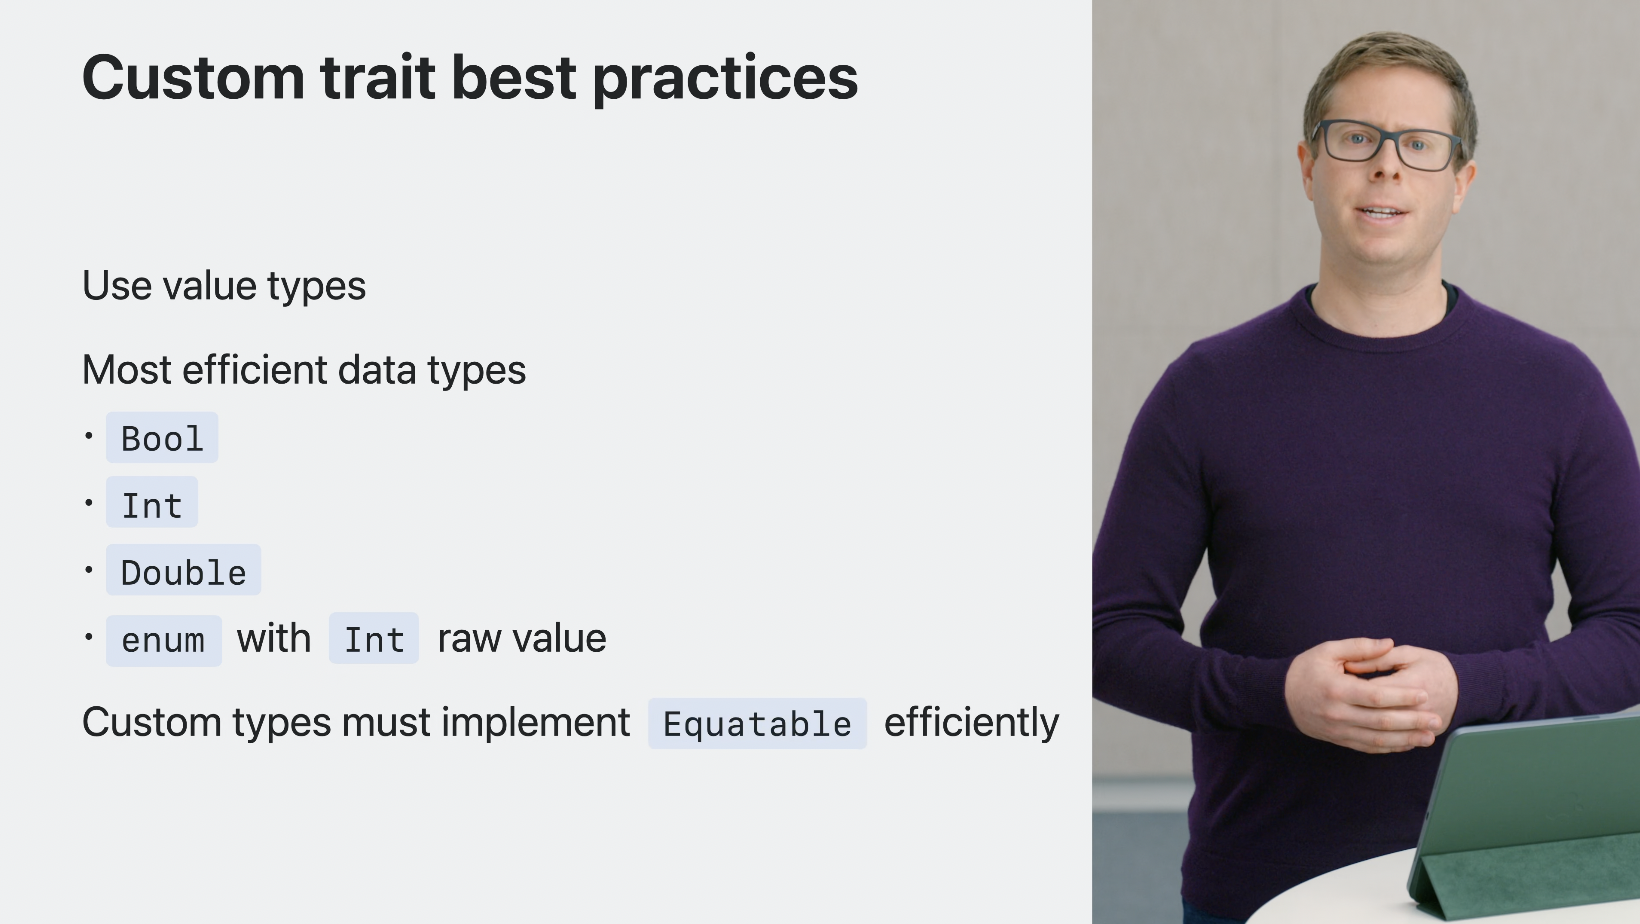 Custom trait best practices
Use value types
Most efficient data types
• Bool
• Int
• Double
• enum with Int raw value
Custom types must implement Equatable efficiently